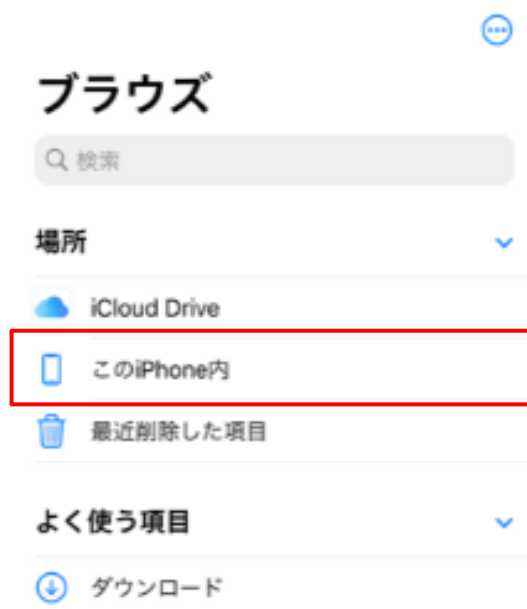 ブラウズ
検索
場所
iCloud Drive
このiPhone内
最近削除した項目
よく使う項目
ダウンロード